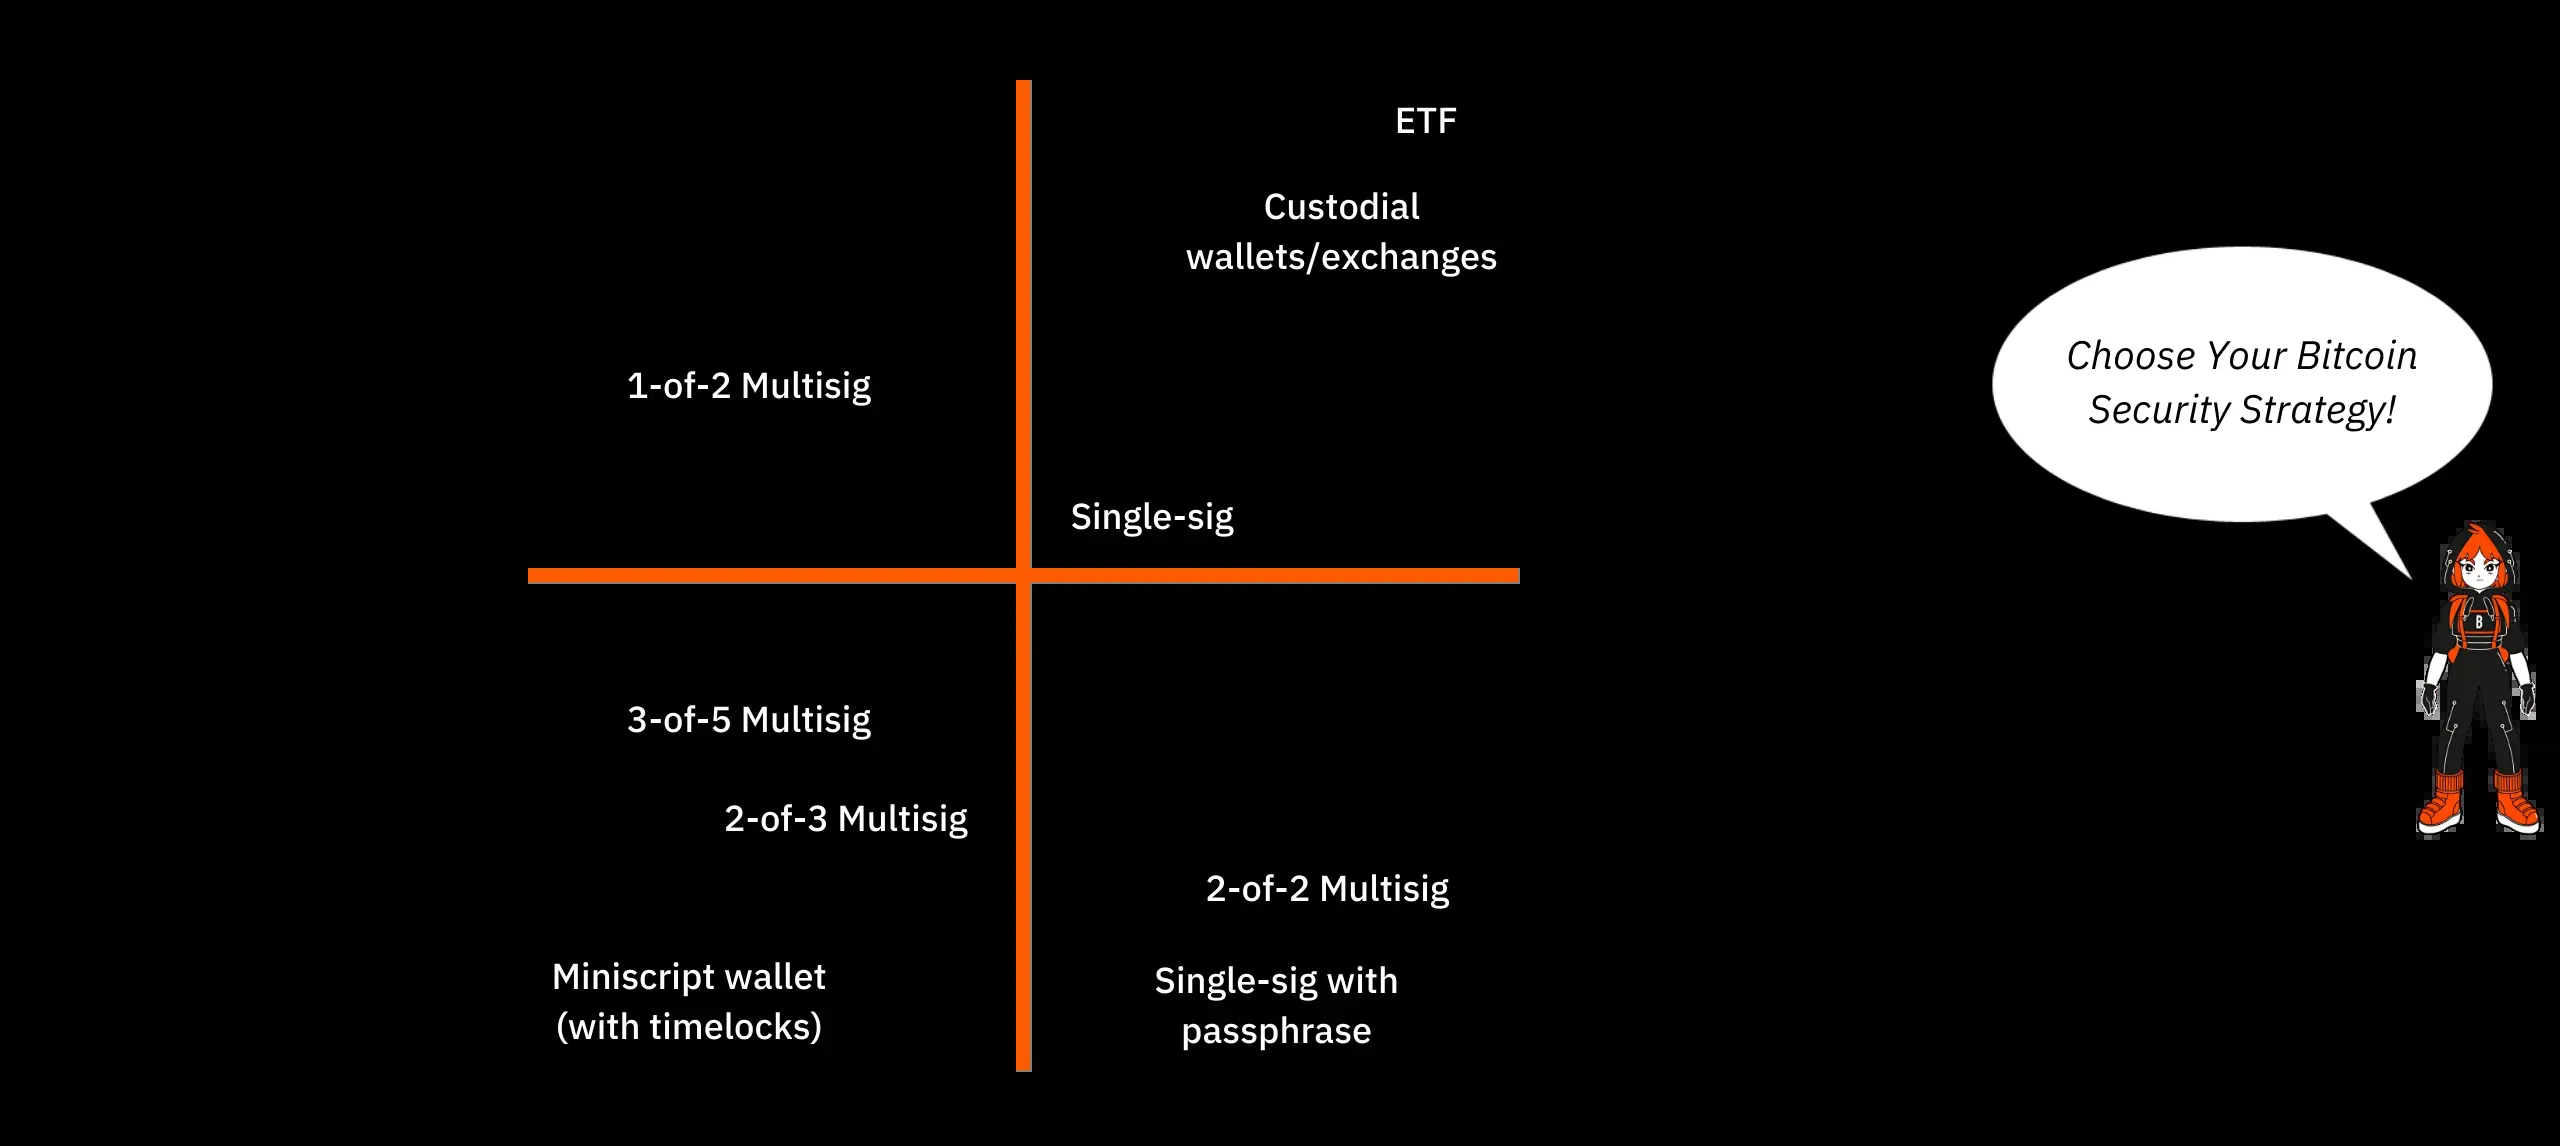 ETF
Custodial
wallets/exchanges
1-of-2 Multisig
Single-sig
3-of-5 Multisig
2-of-3 Multisig
2-of-2 Multisig
Miniscript wallet
(with timelocks)
Single-sig with
passphrase
Choose Your Bitcoin
Security Strategy!
B